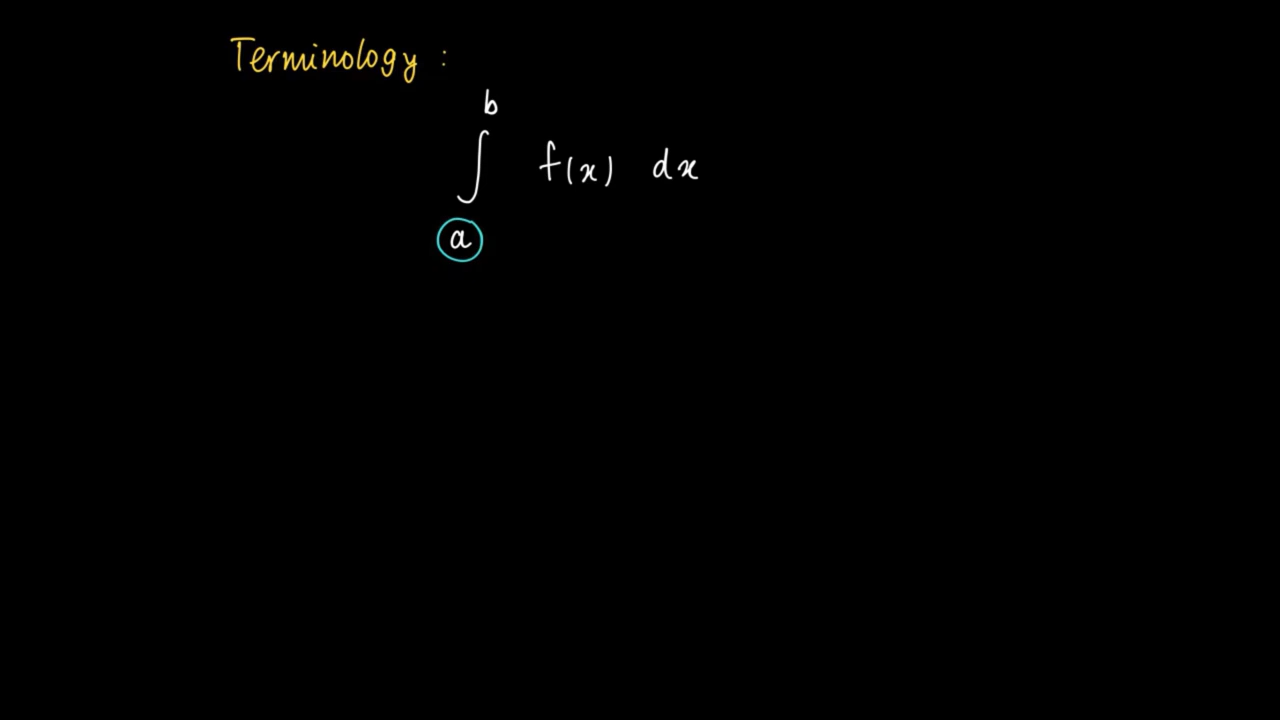 Terminology :
b
∫ f(x) dx
a